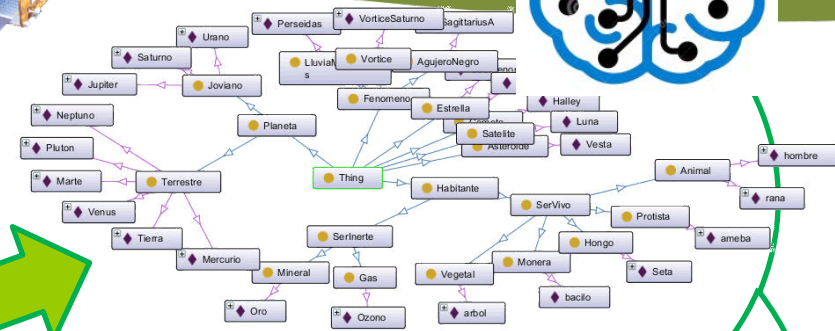 Perseidas
VorticeSaturno
SagittariusA
Urano
Saturno
Vortice
AgujeroNegro
Jupiter
Joviano
Fenomeno
Estrella
Halley
Neptuno
Planeta
Satelite
Luna
Asteroide
Vesta
Pluton
Marte
Terrestre
Thing
Habitante
Animal
hombre
rana
Venus
SerVivo
Protista
Tierra
SerInerte
Hongo
ameba
Mercurio
Mineral
Gas
Vegetal
Monera
Seta
Oro
Ozono
arbol
bacilo